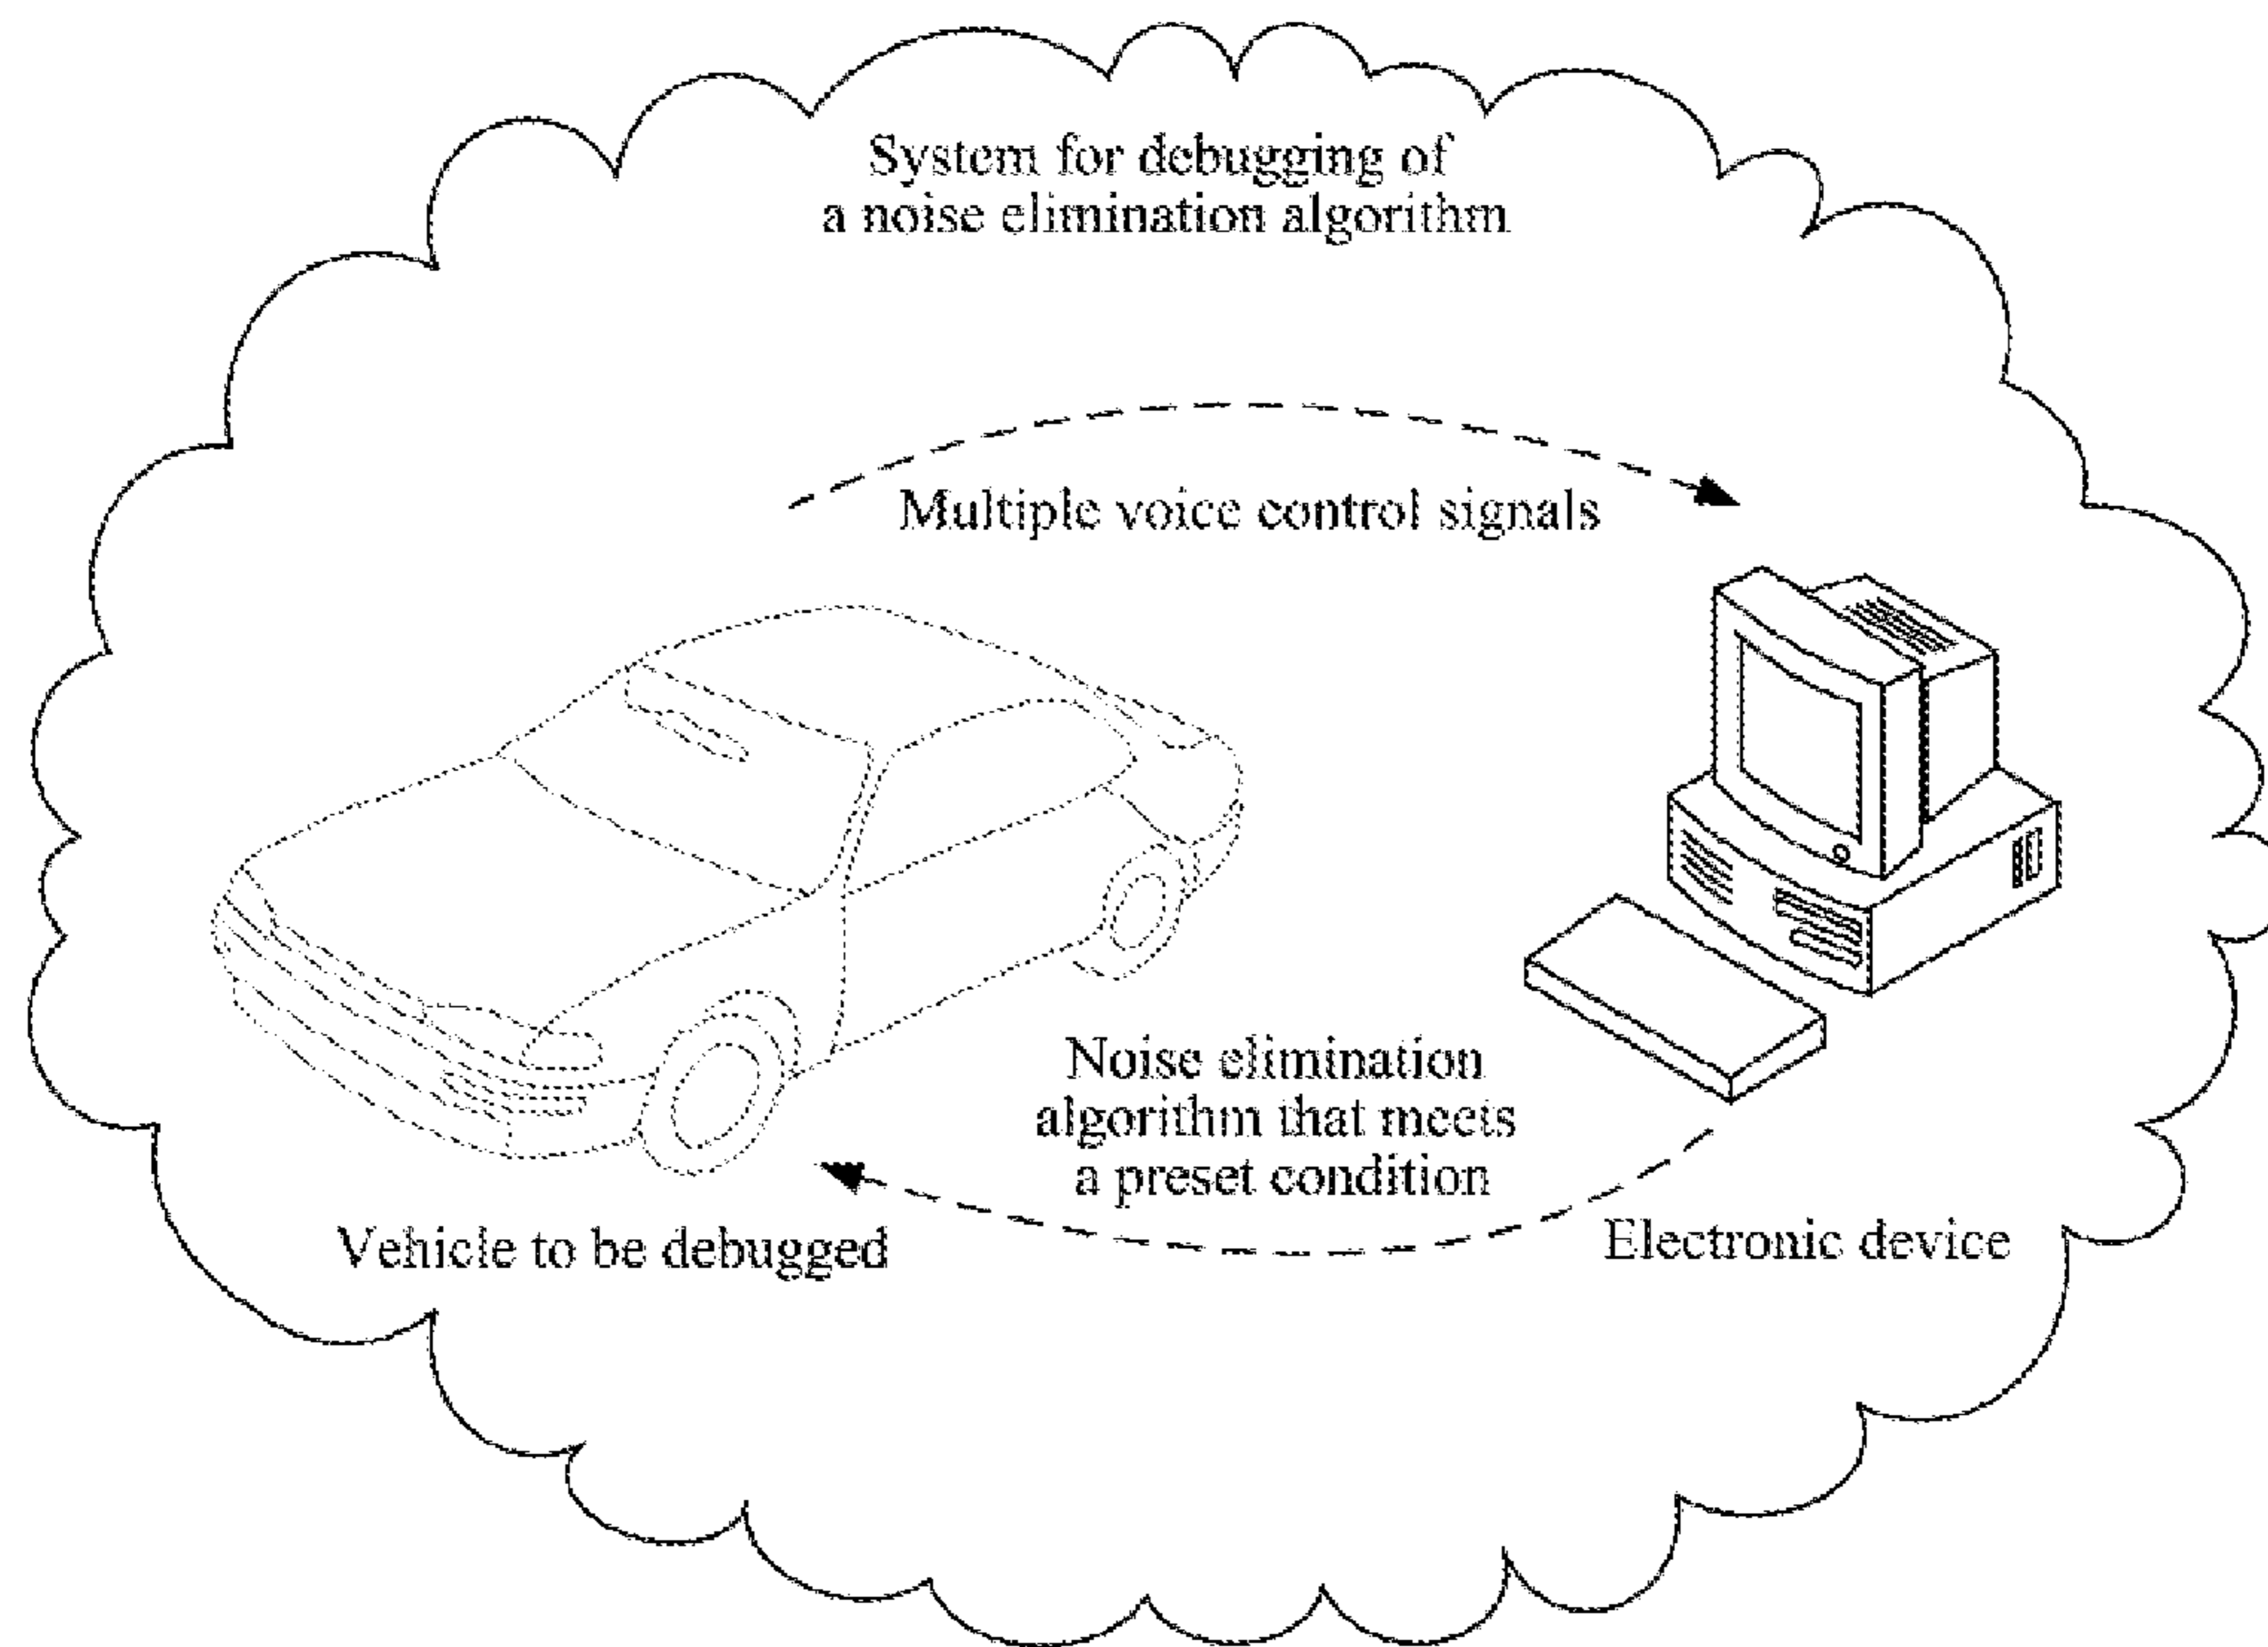 System for debugging of
a noise elimination algorithm
Multiple voice control signals
Noise elimination
algorithm that meets
a preset condition
Vehicle to be debugged
Electronic device